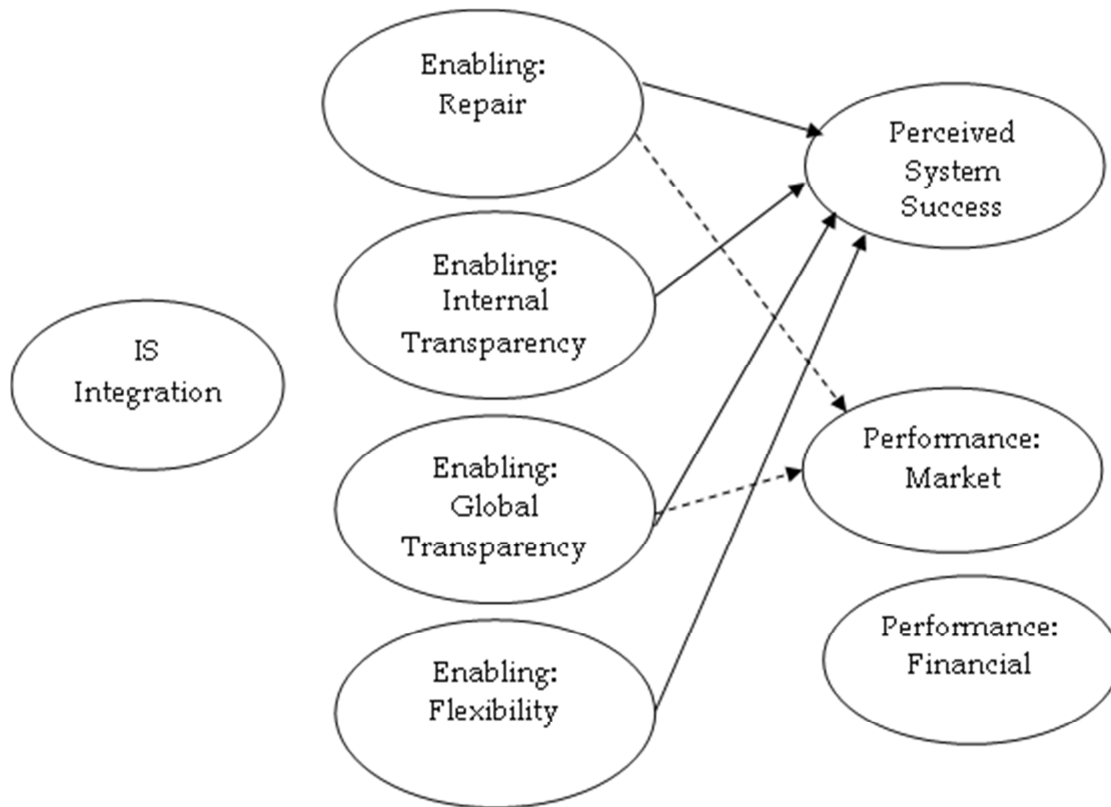 Enabling:
Repair
Perceived
System
Success
Enabling:
Internal
Transparency
IS
Integration
Enabling:
Global
Transparency
Performance:
Market
Enabling:
Flexibility
Performance:
Financial